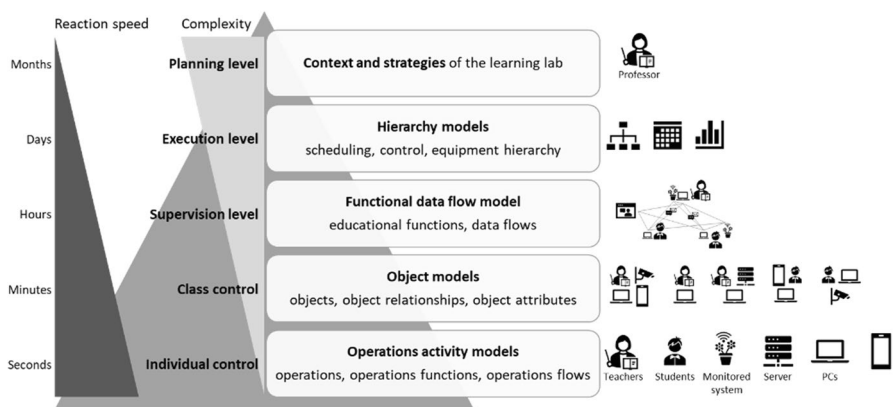 Reaction speed
Complexity
Months
Planning level
Context and strategies of the learning lab
Professor
Days
Execution level
Hierarchy models
scheduling, control, equipment hierarchy
Hours
Supervision level
Functional data flow model
educational functions, data flows
Minutes
Class control
Object models
objects, object relationships, object attributes
Seconds
Individual control
Operations activity models
operations, operations functions, operations flows
Teachers
Students
Monitored
system
Server
PCs